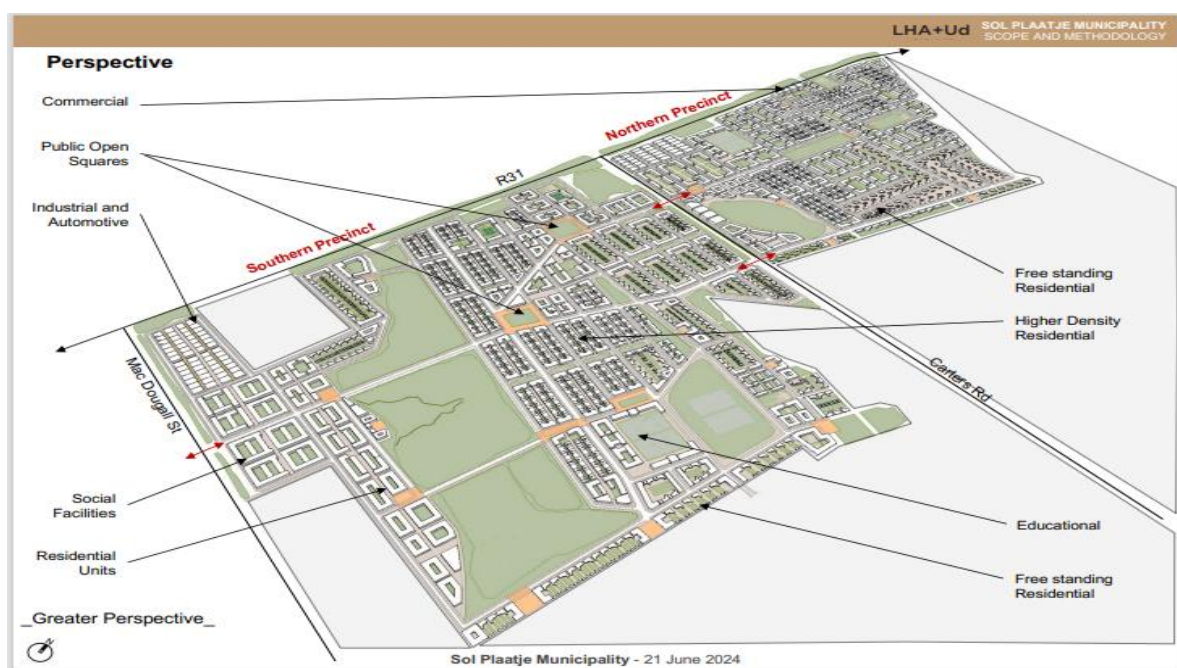 LHA+Ud
SOL PLAATJE MUNICIPALITY
SCOPE AND METHODOLOGY
Perspective
Commercial
Public Open
Squares
Industrial and
Automotive
Northern Precinct
R31
Southern Precinct
Mac Dougall St
Carters Rd
Social
Facilities
Residential
Units
Free standing
Residential
Higher Density
Residential
Educational
Free standing
Residential
_Greater Perspective_
N
Sol Plaatje Municipality - 21 June 2024